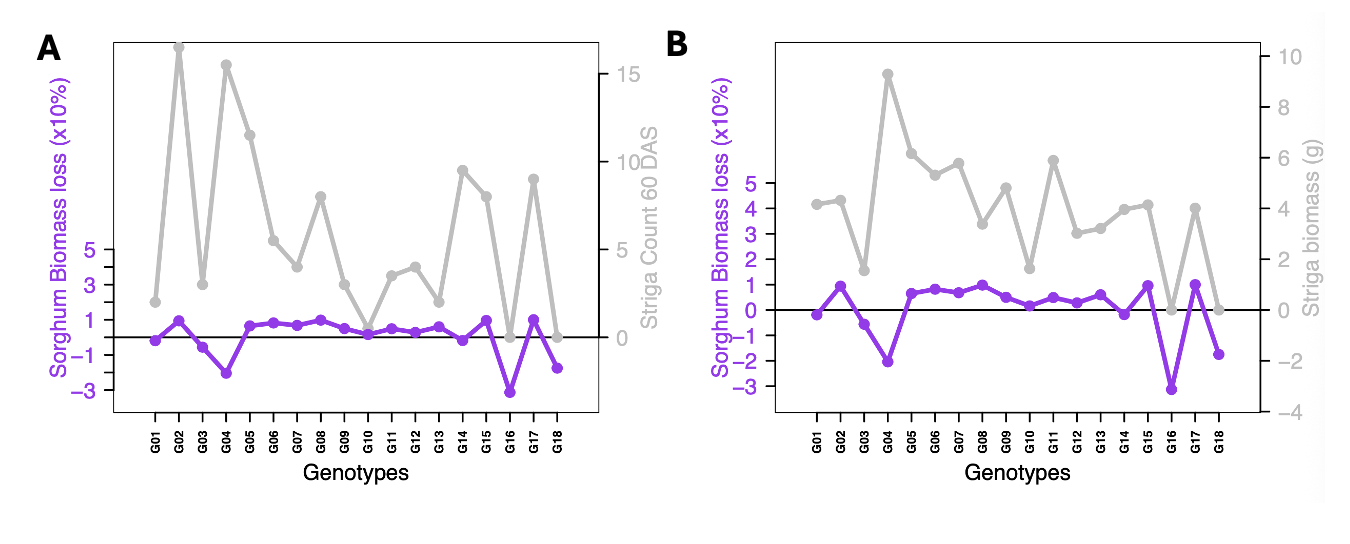 A
Sorghum Biomass loss (x10%)
5
3
1
−1
−3
15
10
5
0
Striga Count 60 DAS
G01 G02 G03 G04 G05 G06 G07 G08 G09 G10 G11 G12 G13 G14 G15 G16 G17 G18
Genotypes
B
Sorghum Biomass loss (x10%)
5
4
3
2
1
0
−1
−2
−3
10
8
6
4
2
0
−2
−4
Striga biomass (g)
G01 G02 G03 G04 G05 G06 G07 G08 G09 G10 G11 G12 G13 G14 G15 G16 G17 G18
Genotypes